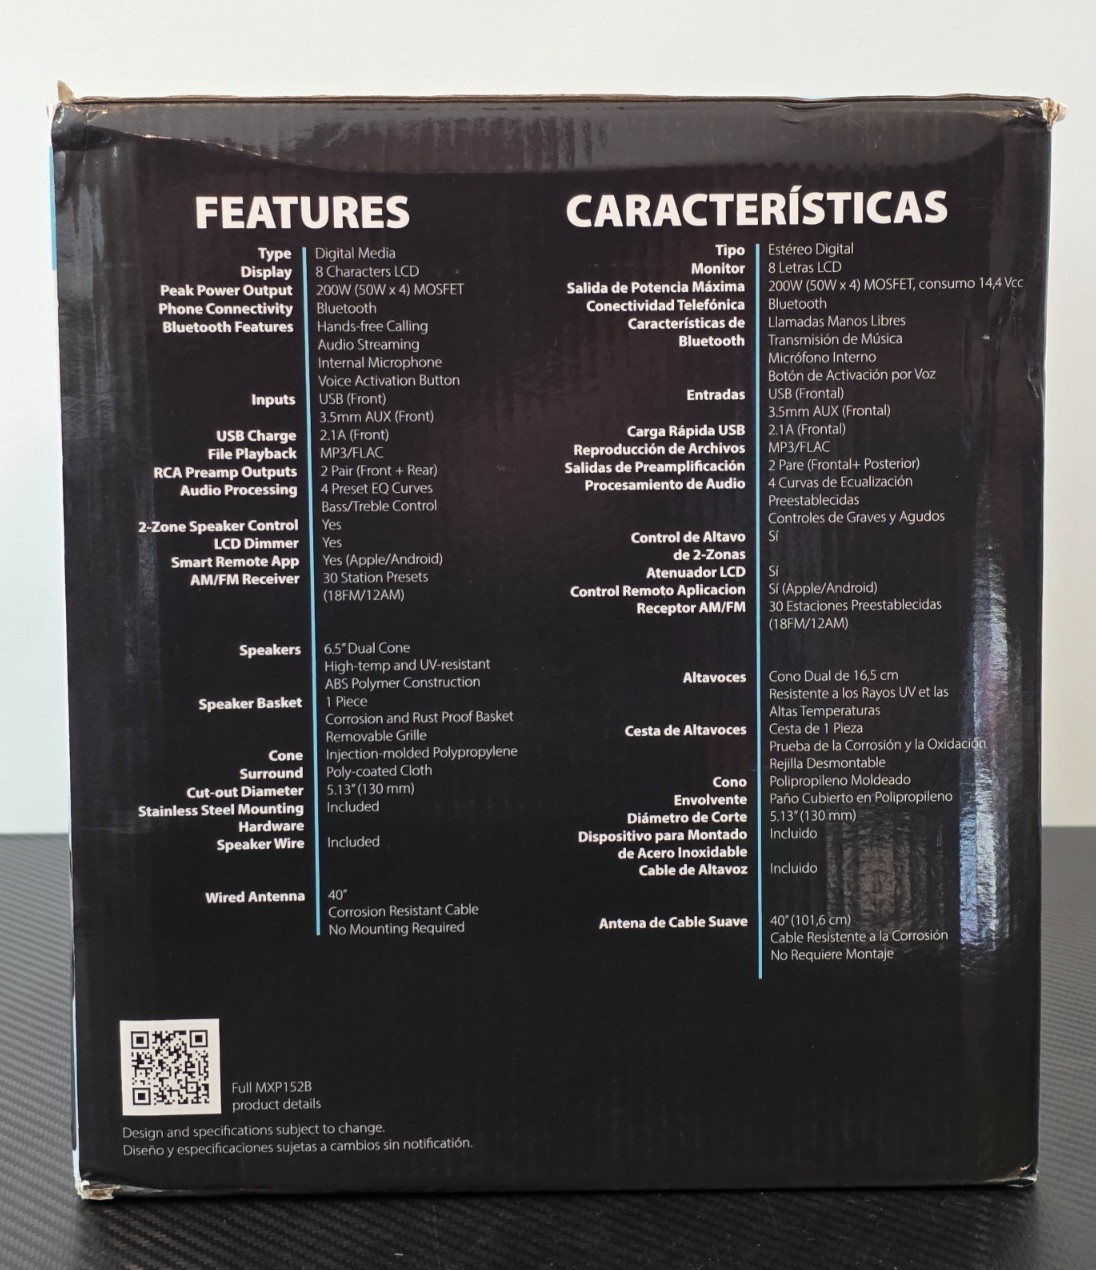 FEATURES
Type Digital Media
Display 8 Characters LCD
Peak Power Output 200W (50W x 4) MOSFET
Phone Connectivity Bluetooth
Bluetooth Features Hands-free Calling
Audio Streaming
Internal Microphone
Voice Activation Button
Inputs USB (Front)
3.5mm AUX (Front)
USB Charge 2.1A (Front)
File Playback MP3/FLAC
RCA Preamp Outputs 2 Pair (Front + Rear)
Audio Processing 4 Preset EQ Curves
Bass/Treble Control
2-Zone Speaker Control Yes
LCD Dimmer Yes
Smart Remote App Yes (Apple/Android)
AM/FM Receiver 30 Station Presets
(18FM/12AM)
Speakers 6.5" Dual Cone
High-temp and UV-resistant
ABS Polymer Construction
Speaker Basket 1 Piece
Corrosion and Rust Proof Basket
Removable Grille
Cone Injection-molded Polypropylene
Surround Poly-coated Cloth
Cut-out Diameter 5.13" (130 mm)
Stainless Steel Mounting Included
Hardware
Speaker Wire Included
Wired Antenna 40"
Corrosion Resistant Cable
No Mounting Required
CARACTERÍSTICAS
Tipo Estéreo Digital
Monitor 8 Letras LCD
Salida de Potencia Máxima 200W (50W x 4) MOSFET, consumo 14,4 Vcc
Conectividad Telefónica Bluetooth
Características de Llamadas Manos Libres
Bluetooth Transmisión de Música
Micrófono Interno
Botón de Activación por Voz
Entradas USB (Frontal)
3.5mm AUX (Frontal)
Carga Rápida USB 2.1A (Frontal)
Reproducción de Archivos MP3/FLAC
Salidas de Preamplificación 2 Pare (Frontal+ Posterior)
Procesamiento de Audio 4 Curvas de Ecualización
Preestablecidas
Controles de Graves y Agudos
Control de Altavo Sí
de 2-Zonas
Atenuador LCD Sí
Control Remoto Aplicacion Sí (Apple/Android)
Receptor AM/FM 30 Estaciones Preestablecidas
(18FM/12AM)
Altavoces Cono Dual de 16,5 cm
Resistente a los Rayos UV et las
Altas Temperaturas
Cesta de Altavoces Cesta de 1 Pieza
Prueba de la Corrosión y la Oxidación
Rejilla Desmontable
Cono Polipropileno Moldeado
Envolvente Paño Cubierto en Polipropileno
Diámetro de Corte 5.13" (130 mm)
Dispositivo para Montado Incluido
de Acero Inoxidable
Cable de Altavoz Incluido
Antena de Cable Suave 40" (101,6 cm)
Cable Resistente a la Corrosión
No Requiere Montaje
Full MXP152B
product details
Design and specifications subject to change.
Diseño y especificaciones sujetas a cambios sin notificatión.